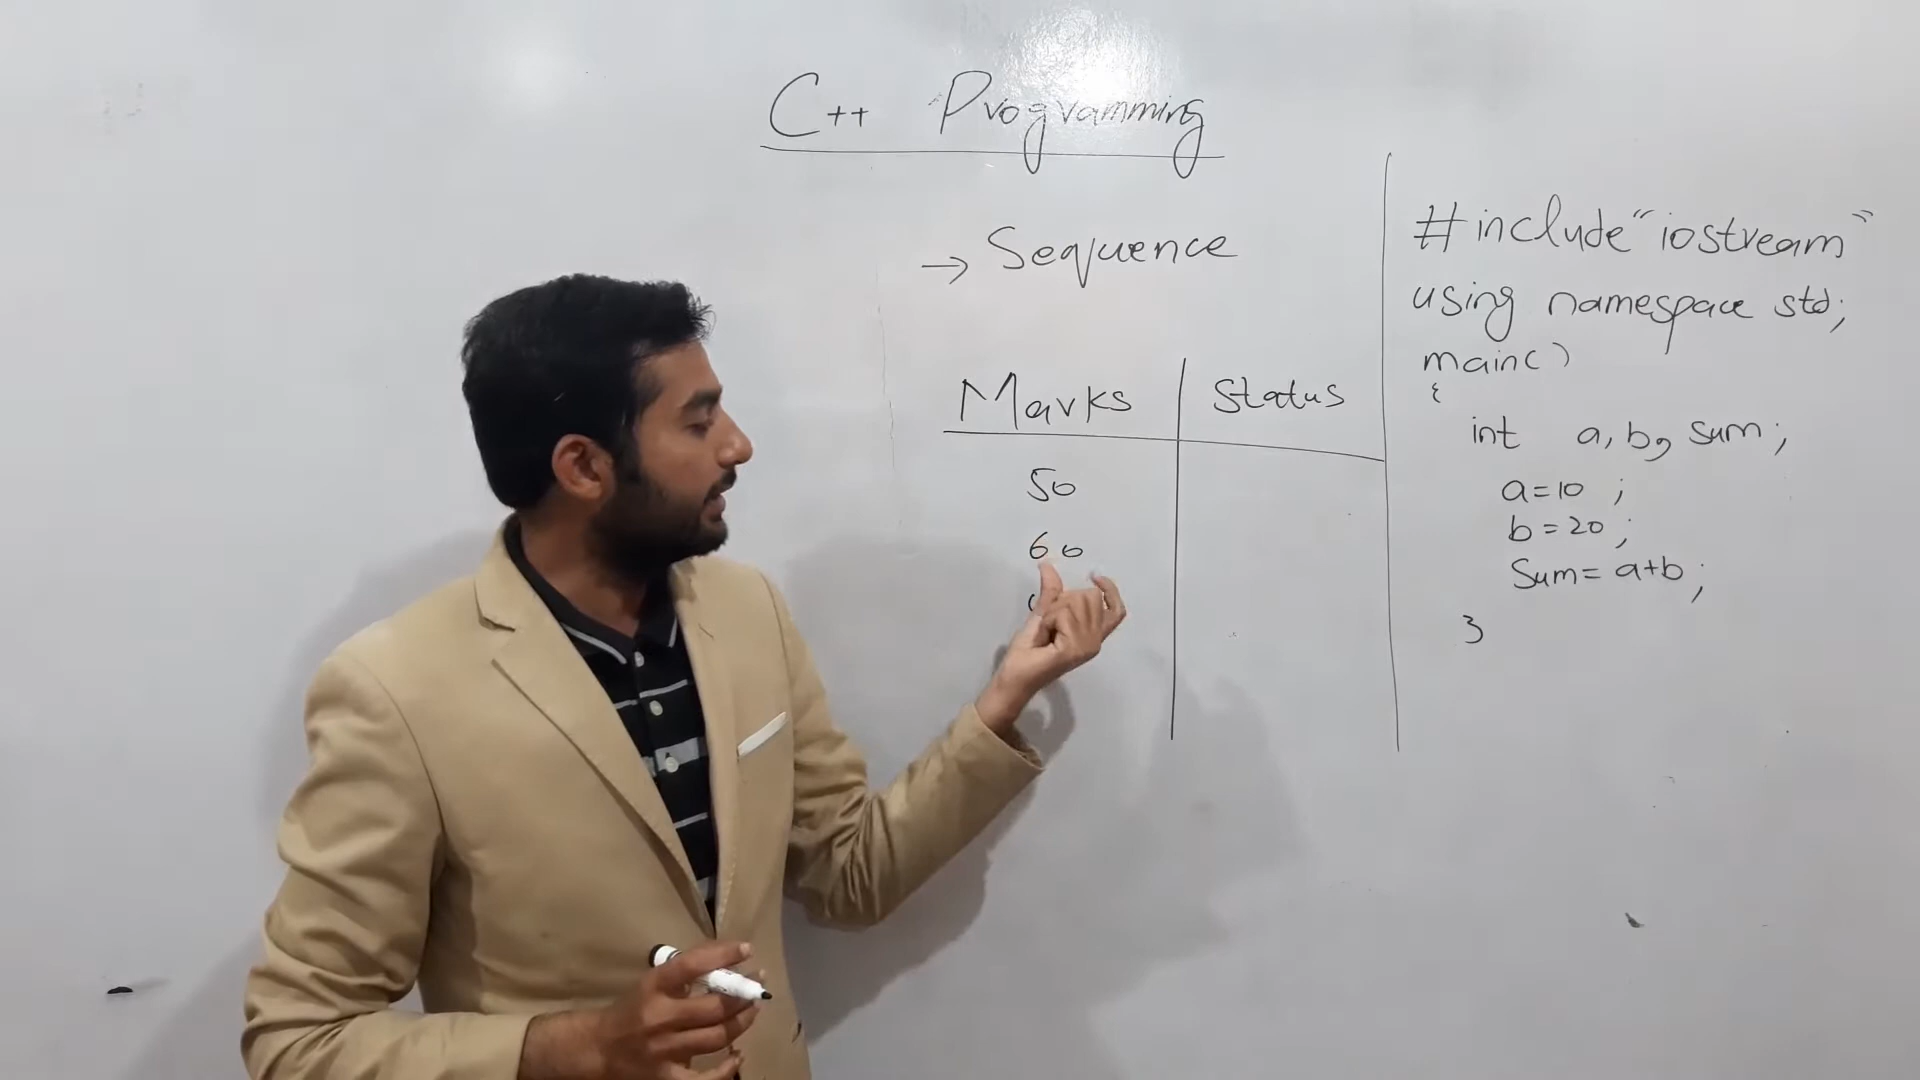 C++ Programming
→ Sequence
Marks Status
50
60
#include "iostream"
using namespace std;
main()
{
int a, b, sum;
a=10 ;
b=20 ;
Sum= a+b ;
}